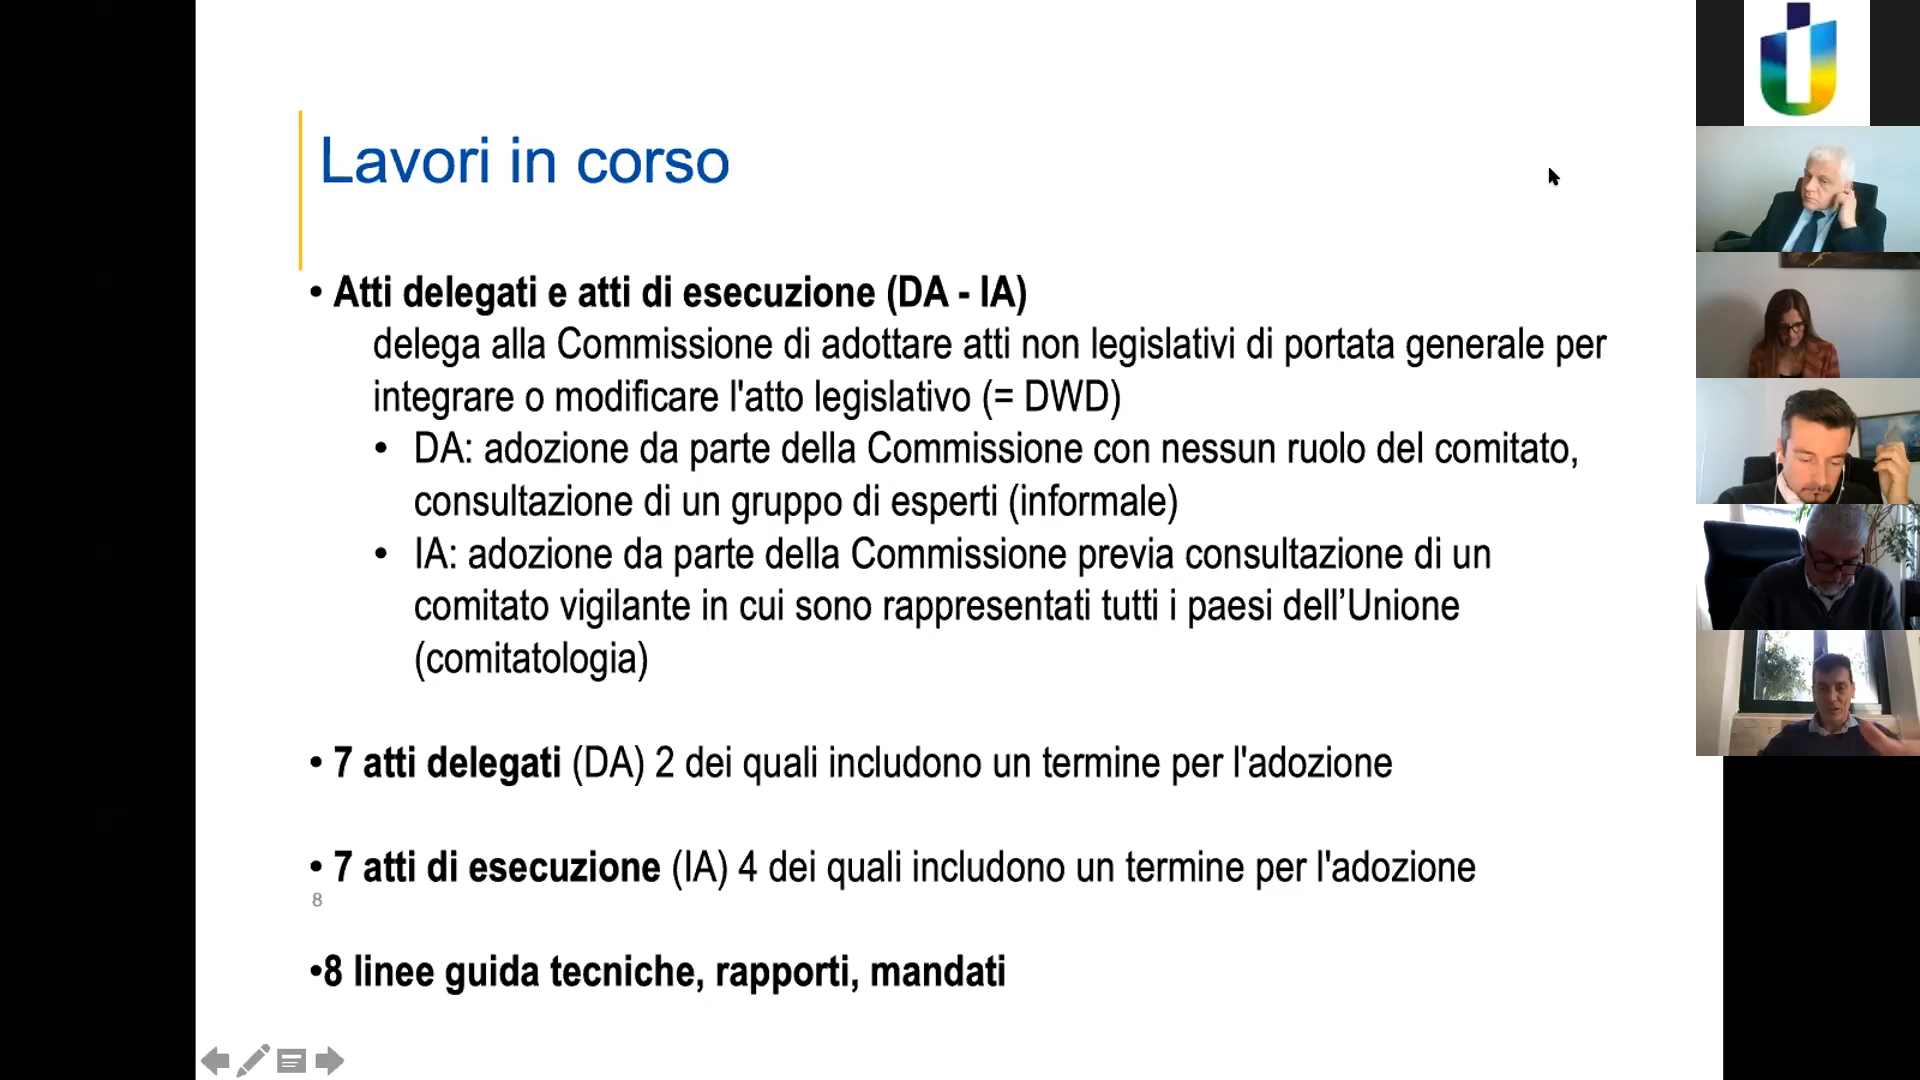 Lavori in corso
• Atti delegati e atti di esecuzione (DA - IA)
delega alla Commissione di adottare atti non legislativi di portata generale per
integrare o modificare l'atto legislativo (= DWD)
• DA: adozione da parte della Commissione con nessun ruolo del comitato,
consultazione di un gruppo di esperti (informale)
• IA: adozione da parte della Commissione previa consultazione di un
comitato vigilante in cui sono rappresentati tutti i paesi dell’Unione
(comitatologia)
• 7 atti delegati (DA) 2 dei quali includono un termine per l'adozione
• 7 atti di esecuzione (IA) 4 dei quali includono un termine per l'adozione
8
•8 linee guida tecniche, rapporti, mandati